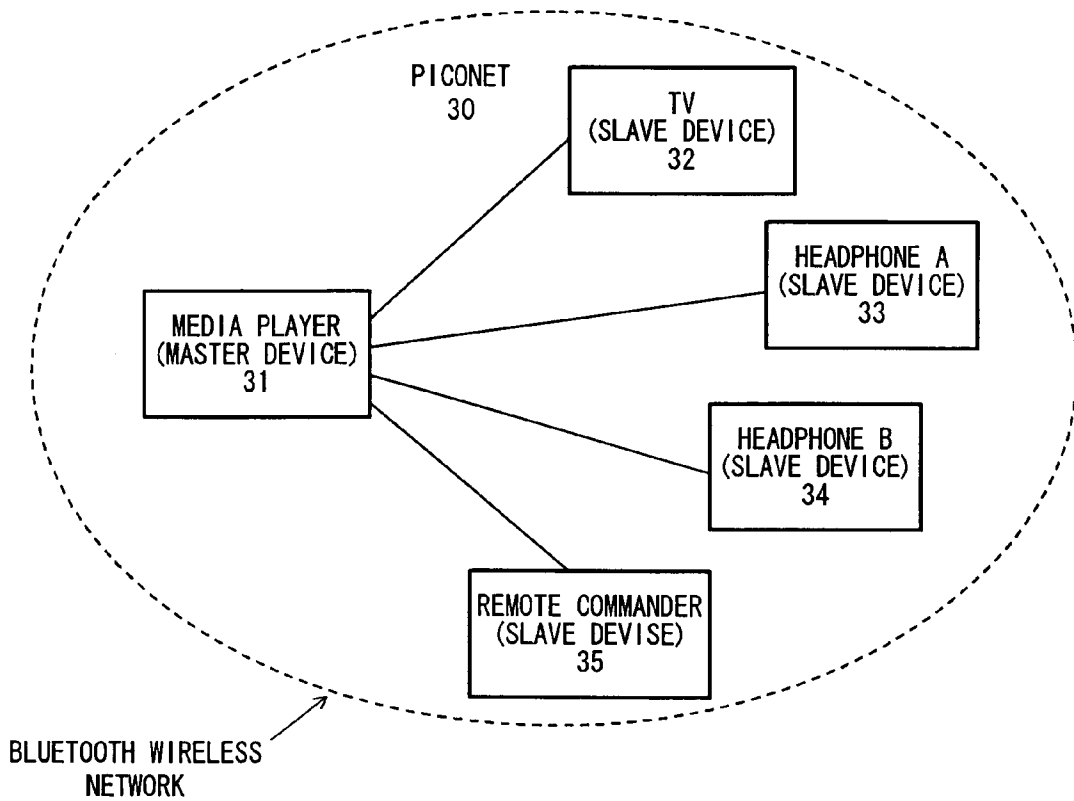 PICONET
30
TV
(SLAVE DEVICE)
32
HEADPHONE A
(SLAVE DEVICE)
33
MEDIA PLAYER
(MASTER DEVICE)
31
HEADPHONE B
(SLAVE DEVICE)
34
REMOTE COMMANDER
(SLAVE DEVISE)
35
BLUETOOTH WIRELESS
NETWORK